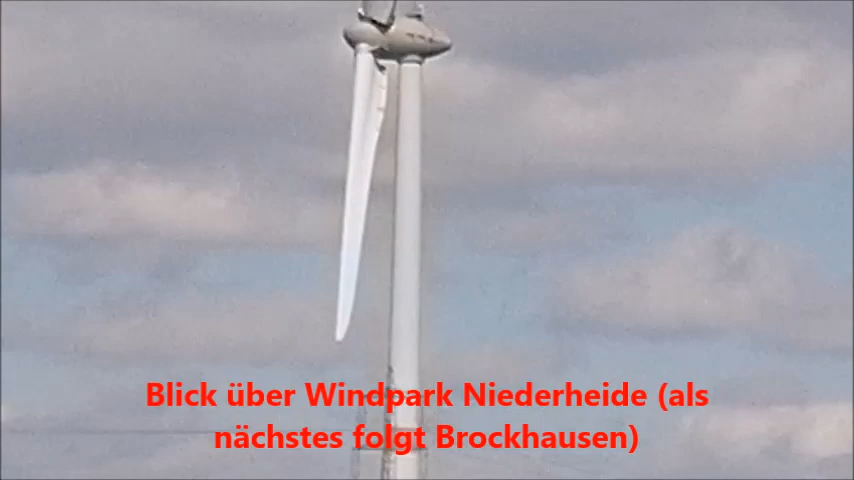 Blick über Windpark Niederheide (als
nächstes folgt Brockhausen)